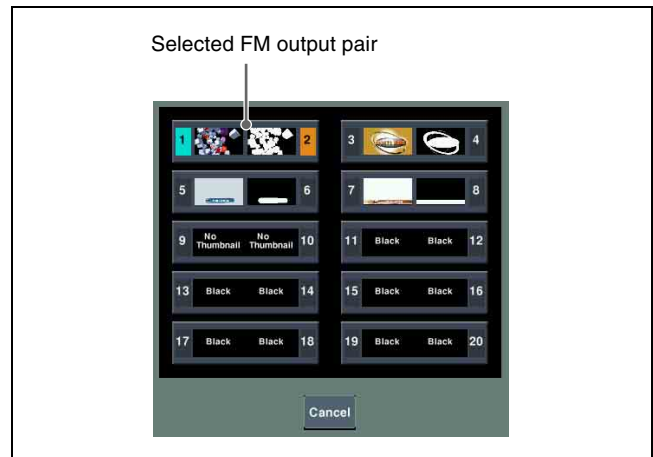 Selected FM output pair
1 2 3 4
5 6 7 8
9 No Thumbnail No Thumbnail 10 11 Black Black 12
13 Black Black 14 15 Black Black 16
17 Black Black 18 19 Black Black 20
Cancel